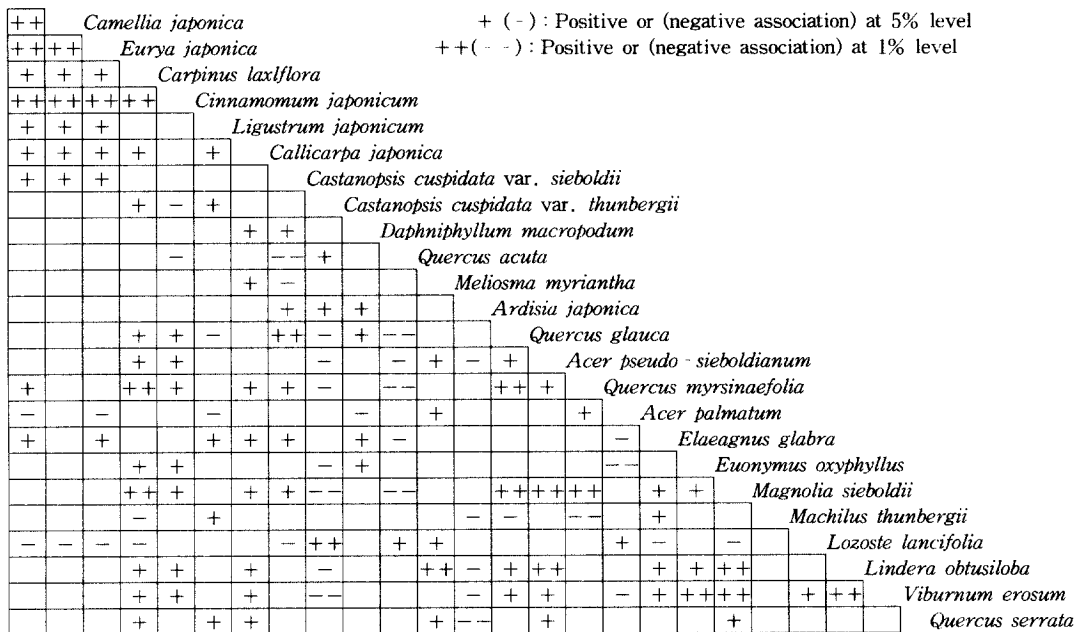 ++ Camellia japonica + (-) : Positive or (negative association) at 5% level
++ ++ Eurya japonica ++(--) : Positive or (negative association) at 1% level
+ + + Carpinus laxlflora
++ ++ ++ ++ Cinnamomum japonicum
+ + + Ligustrum japonicum
+ + + + + Callicarpa japonica
+ + + Castanopsis cuspidata var. sieboldii
+ - + Castanopsis cuspidata var. thunbergii
+ + Daphniphyllum macropodum
- -- + Quercus acuta
+ - Meliosma myriantha
+ + + Ardisia japonica
+ + - ++ - + -- Quercus glauca
+ + - - + - + Acer pseudo-sieboldianum
+ ++ + + + - -- ++ + Quercus myrsinaefolia
- - - - + + Acer palmatum
+ + + + + + - - Elaeagnus glabra
+ + - + -- Euonymus oxyphyllus
++ + + + -- -- ++ ++ ++ + + Magnolia sieboldii
- + - - -- + Machilus thunbergii
- - - - - ++ + + + - - Lozoste lancifolia
+ + + - ++ - + ++ + + ++ Lindera obtusiloba
+ + + -- - + + - + ++ ++ + ++ Viburnum erosum
+ + + + -- + + Quercus serrata